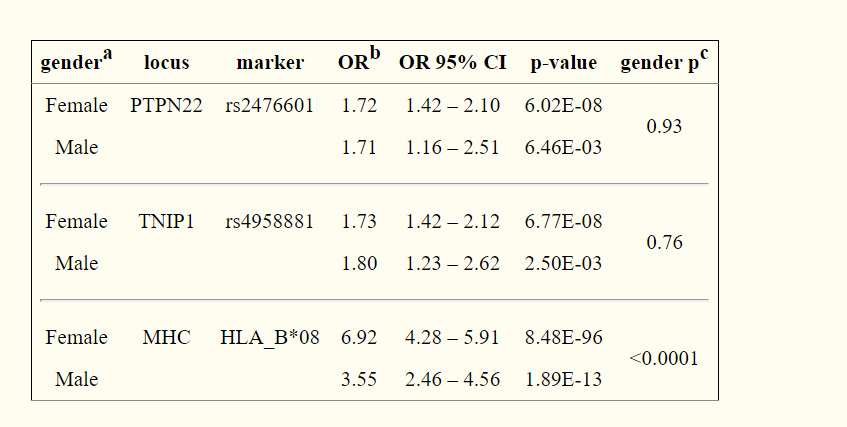 genderᵃ locus marker ORᵇ OR 95% CI p-value gender pᶜ
Female PTPN22 rs2476601 1.72 1.42 – 2.10 6.02E-08
0.93
Male 1.71 1.16 – 2.51 6.46E-03
Female TNIP1 rs4958881 1.73 1.42 – 2.12 6.77E-08
0.76
Male 1.80 1.23 – 2.62 2.50E-03
Female MHC HLA_B*08 6.92 4.28 – 5.91 8.48E-96
<0.0001
Male 3.55 2.46 – 4.56 1.89E-13